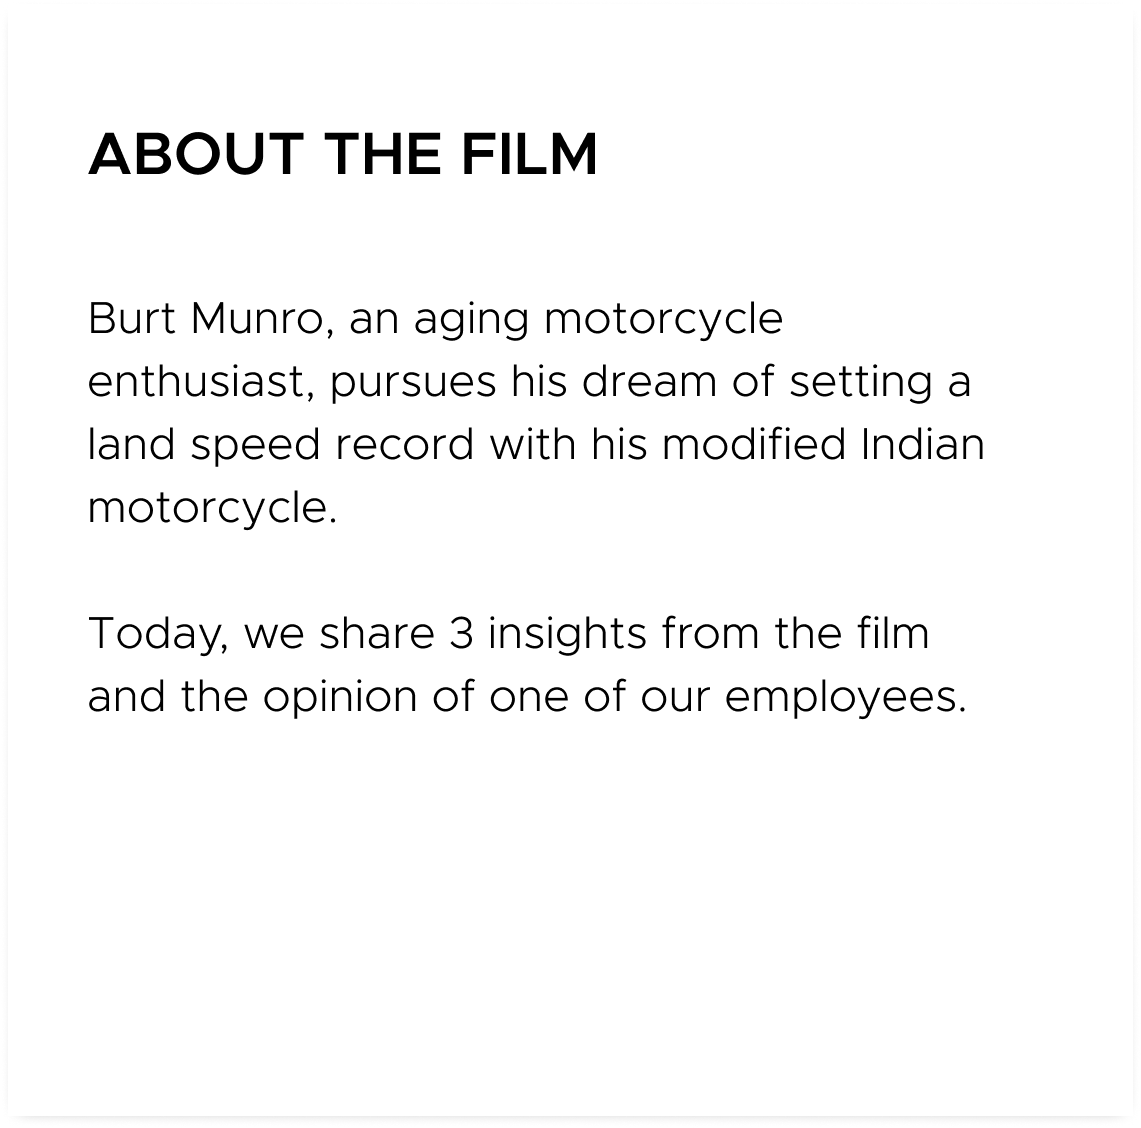 ABOUT THE FILM
Burt Munro, an aging motorcycle
enthusiast, pursues his dream of setting a
land speed record with his modified Indian
motorcycle.
Today, we share 3 insights from the film
and the opinion of one of our employees.